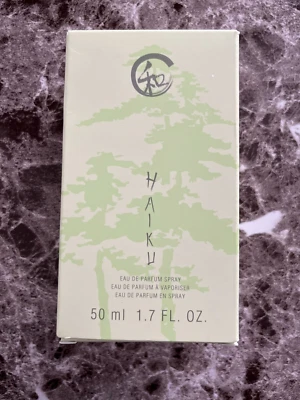 和
HAIKU
EAU DE PARFUM SPRAY
EAU DE PARFUM À VAPORISER
EAU DE PARFUM EN SPRAY
50 ml 1.7 FL. OZ.